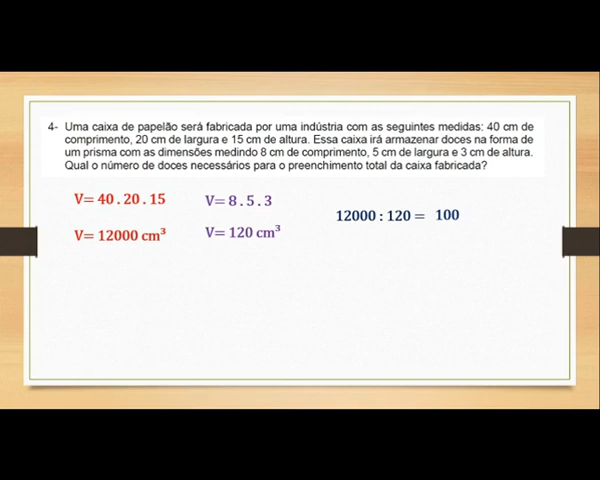 4- Uma caixa de papelão será fabricada por uma indústria com as seguintes medidas: 40 cm de
comprimento, 20 cm de largura e 15 cm de altura. Essa caixa irá armazenar doces na forma de
um prisma com as dimensões medindo 8 cm de comprimento, 5 cm de largura e 3 cm de altura.
Qual o número de doces necessários para o preenchimento total da caixa fabricada?
V= 40 . 20 . 15
V= 12000 cm³
V= 8 . 5 . 3
V= 120 cm³
12000 : 120 = 100